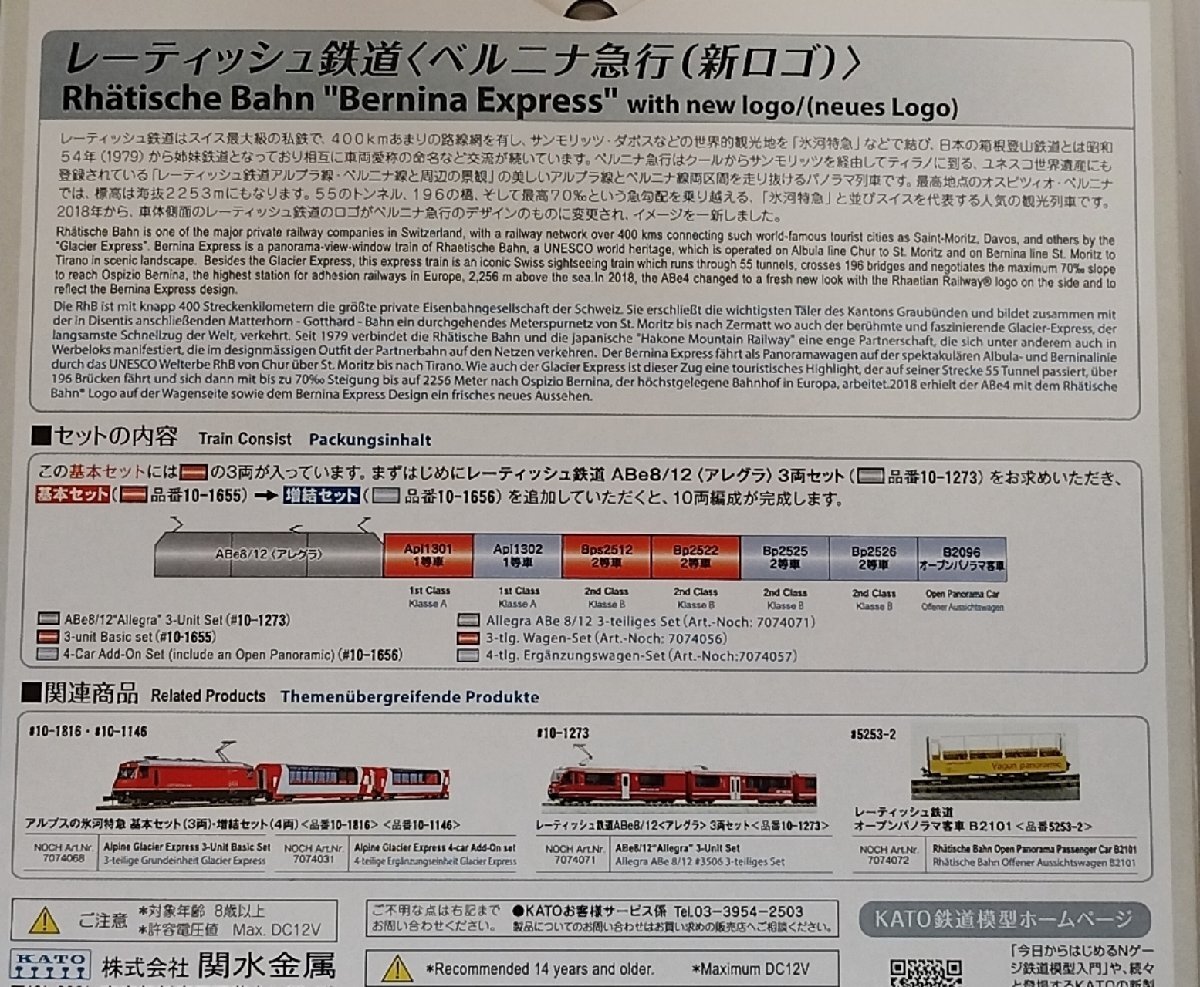 レーティッシュ鉄道〈ベルニナ急行(新ロゴ)〉
Rhätische Bahn "Bernina Express" with new logo/(neues Logo)
レーティッシュ鉄道はスイス最大級の私鉄で、400kmあまりの路線網を有し、サンモリッツ・ダボスなどの世界的観光地を「氷河特急」などで結び、日本の箱根登山鉄道とは昭和
54年(1979)から姉妹鉄道となっており相互に車両愛称の命名など交流が続いています。ベルニナ急行はクールからサンモリッツを経由してティラノに到る、ユネスコ世界遺産にも
登録されている「レーティッシュ鉄道アルブラ線・ベルニナ線と周辺の景観」の美しいアルブラ線とベルニナ線両区間を走り抜けるパノラマ列車です。最高地点のオスピツィオ・ベルニナ
では、標高は海抜2253mにもなります。55のトンネル、196の橋、そして最高70‰という急勾配を乗り越える、「氷河特急」と並びスイスを代表する人気の観光列車です。
2018年から、車体側面のレーティッシュ鉄道のロゴがベルニナ急行のデザインのものに変更され、イメージを一新しました。
Rhätische Bahn is one of the major private railway companies in Switzerland, with a railway network over 400 kms connecting such world-famous tourist cities as Saint-Moritz, Davos, and others by the
"Glacier Express". Bernina Express is a panorama-view-window train of Rhaetische Bahn, a UNESCO world heritage, which is operated on Albula line Chur to St. Moritz and on Bernina line St. Moritz to
Tirano in scenic landscape. Besides the Glacier Express, this express train is an iconic Swiss sightseeing train which runs through 55 tunnels, crosses 196 bridges and negotiates the maximum 70‰ slope
to reach Ospizio Bernina, the highest station for adhesion railways in Europe, 2,256 m above the sea.In 2018, the ABe4 changed to a fresh new look with the Rhaetian Railway® logo on the side and to
reflect the Bernina Express design.
Die RhB ist mit knapp 400 Streckenkilometern die größte private Eisenbahngesellschaft der Schweiz. Sie erschließt die wichtigsten Täler des Kantons Graubünden und bildet zusammen mit
der in Disentis anschließenden Matterhorn - Gotthard - Bahn ein durchgehendes Meterspurnetz von St. Moritz bis nach Zermatt wo auch der berühmte und faszinierende Glacier-Express, der
langsamste Schnellzug der Welt, verkehrt. Seit 1979 verbindet die Rhätische Bahn und die japanische "Hakone Mountain Railway" eine enge Partnerschaft, die sich unter anderem auch in
Werbeloks manifestiert, die im designmässigen Outfit der Partnerbahn auf den Netzen verkehren. Der Bernina Express fährt als Panoramawagen auf der spektakulären Albula- und Berninalinie
durch das UNESCO Welterbe RhB von Chur über St. Moritz bis nach Tirano. Wie auch der Glacier Express ist dieser Zug eine touristisches Highlight, der auf seiner Strecke 55 Tunnel passiert, über
196 Brücken fährt und sich dann mit bis zu 70‰ Steigung bis auf 2256 Meter nach Ospizio Bernina, der höchstgelegene Bahnhof in Europa, arbeitet.2018 erhielt der ABe4 mit dem Rhätische
Bahn® Logo auf der Wagenseite sowie dem Bernina Express Design ein frisches neues Aussehen.
■セットの内容 Train Consist Packungsinhalt
この基本セットには の3両が入っています。まずはじめにレーティッシュ鉄道 ABe8/12〈アレグラ〉3両セット( 品番10-1273)をお求めいただき、
基本セット( 品番10-1655) → 増結セット( 品番10-1656) を追加していただくと、10両編成が完成します。
ABe8/12〈アレグラ〉 Api1301 Api1302 Bps2512 Bp2522 Bp2525 Bp2526 B2096
1等車 1等車 2等車 2等車 2等車 2等車 オープンパノラマ客車
1st Class 1st Class 2nd Class 2nd Class 2nd Class 2nd Class Open Panorama Car
Klasse A Klasse A Klasse B Klasse B Klasse B Klasse B Offener Aussichtswagen
ABe8/12"Allegra" 3-Unit Set (#10-1273) Allegra ABe 8/12 3-teiliges Set (Art.-Noch: 7074071)
3-unit Basic set (#10-1655) 3-tlg. Wagen-Set (Art.-Noch: 7074056)
4-Car Add-On Set (include an Open Panoramic) (#10-1656) 4-tlg. Ergänzungswagen-Set (Art.-Noch:7074057)
■関連商品 Related Products Themenübergreifende Produkte
#10-1816・#10-1146 #10-1273 #5253-2
Vagun panoramic
アルプスの氷河特急 基本セット(3両)・増結セット(4両)<品番10-1816> <品番10-1146>
レーティッシュ鉄道ABe8/12<アレグラ> 3両セット<品番10-1273>
レーティッシュ鉄道
オープンパノラマ客車 B2101<品番5253-2>
NOCH Art.Nr. 7074068 Alpine Glacier Express 3-Unit Basic Set
3-teilige Grundeinheit Glacier Express
NOCH Art.Nr. 7074031 Alpine Glacier Express 4-car Add-On set
4-teilige Ergänzungseinheit Glacier Express
NOCH Art.Nr. 7074071 ABe8/12"Allegra" 3-Unit Set
Allegra ABe 8/12 #3506 3-teiliges Set
NOCH Art.Nr. 7074072 Rhätische Bahn Open Panorama Passenger Car B2101
Rhätische Bahn Offener Aussichtswagen B2101
ご注意 *対象年齢 8歳以上
*許容電圧値 Max. DC12V
ご不明な点は右記まで ●KATOお客様サービス係 Tel.03-3954-2503
お問い合わせください。 製品についてのお問い合わせはお買い求めの販売店へご相談ください。
KATO鉄道模型ホームページ
KATO 株式会社 関水金属
*Recommended 14 years and older. *Maximum DC12V
「今日からはじめるNゲー
ジ鉄道模型入門」や、続々
と登場するKATOの新製